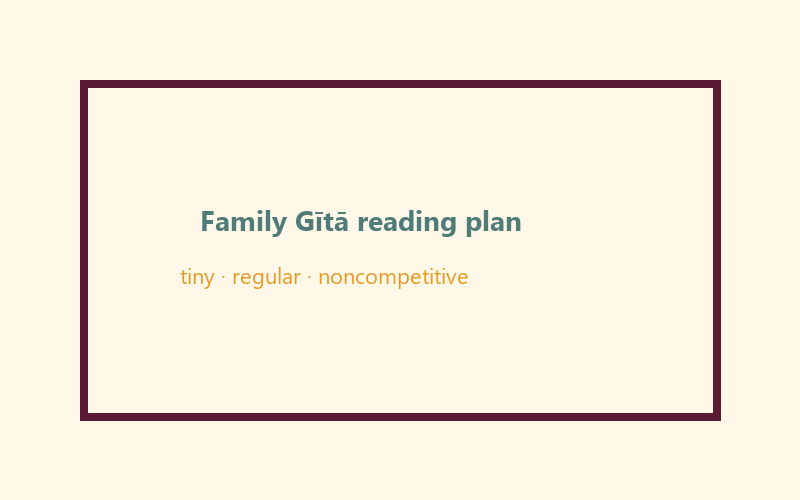 Family Gītā reading plan
tiny · regular · noncompetitive